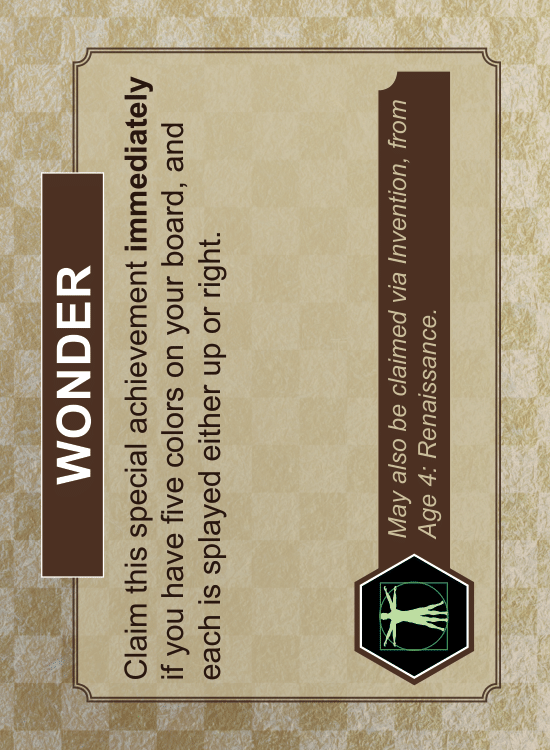 WONDER
Claim this special achievement immediately
if you have five colors on your board, and
each is splayed either up or right.
May also be claimed via Invention, from
Age 4: Renaissance.